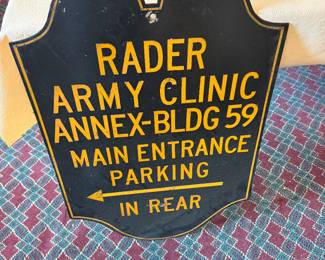 RADER
ARMY CLINIC
ANNEX-BLDG 59
MAIN ENTRANCE
PARKING
IN REAR